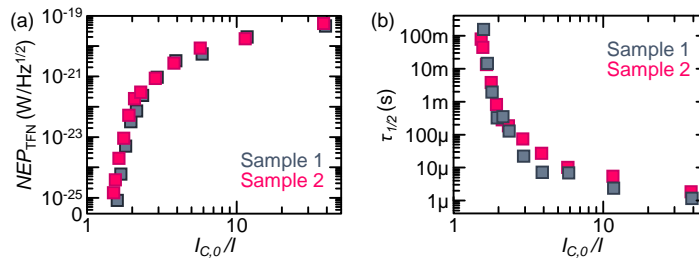 (a)
NEP_TFN (W/Hz^1/2)
10^-19
10^-21
10^-23
10^-25
0
Sample 1
Sample 2
1
10
I_C,0/I
(b)
τ_1/2 (s)
100m
10m
1m
100μ
10μ
1μ
Sample 1
Sample 2
1
10
I_C,0/I